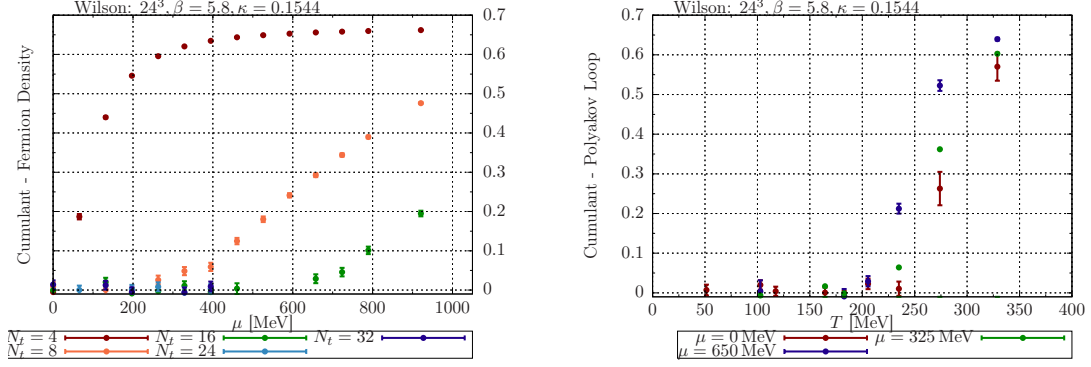 Wilson: 24³, β = 5.8, κ = 0.1544
Cumulant - Fermion Density
0.7
0.6
0.5
0.4
0.3
0.2
0.1
0
0 200 400 600 800 1000
μ [MeV]
N_t = 4 N_t = 16 N_t = 32
N_t = 8 N_t = 24
Wilson: 24³, β = 5.8, κ = 0.1544
Cumulant - Polyakov Loop
0.7
0.6
0.5
0.4
0.3
0.2
0.1
0
0 50 100 150 200 250 300 350 400
T [MeV]
μ = 0 MeV μ = 325 MeV
μ = 650 MeV